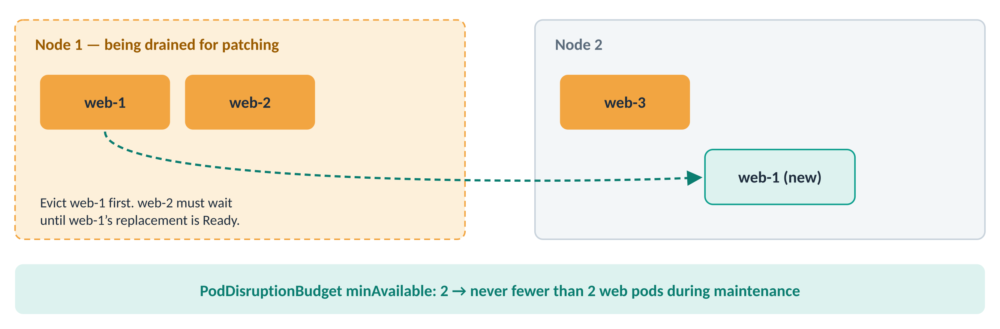 Node 1 — being drained for patching
web-1
web-2
Evict web-1 first. web-2 must wait
until web-1’s replacement is Ready.
Node 2
web-3
web-1 (new)
PodDisruptionBudget minAvailable: 2 → never fewer than 2 web pods during maintenance